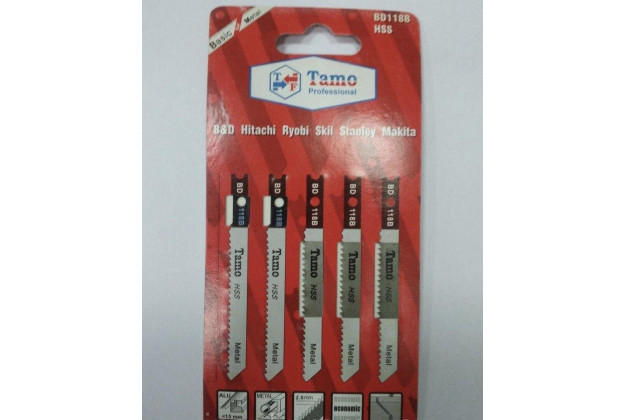 Basic Metal
BD118B
HSS
T F
Tamo
Professional
B&D Hitachi Ryobi Skil Stanley Makita
BD 118B Tamo HSS Metal
BD 118B Tamo HSS Metal
BD 118B Tamo HSS Metal
BD 118B Tamo HSS Metal
BD 118B Tamo HSS Metal
ALU METAL economic